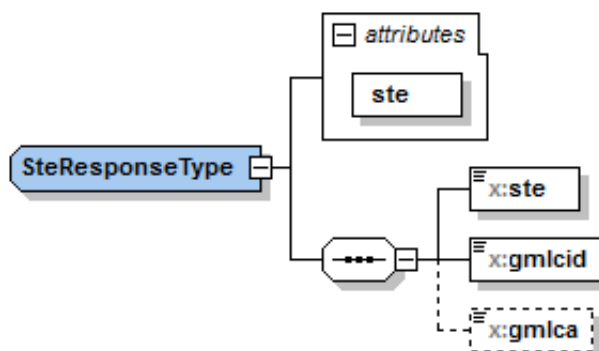 attributes
ste
SteResponseType
x:ste
x:gmlcid
x:gmlca